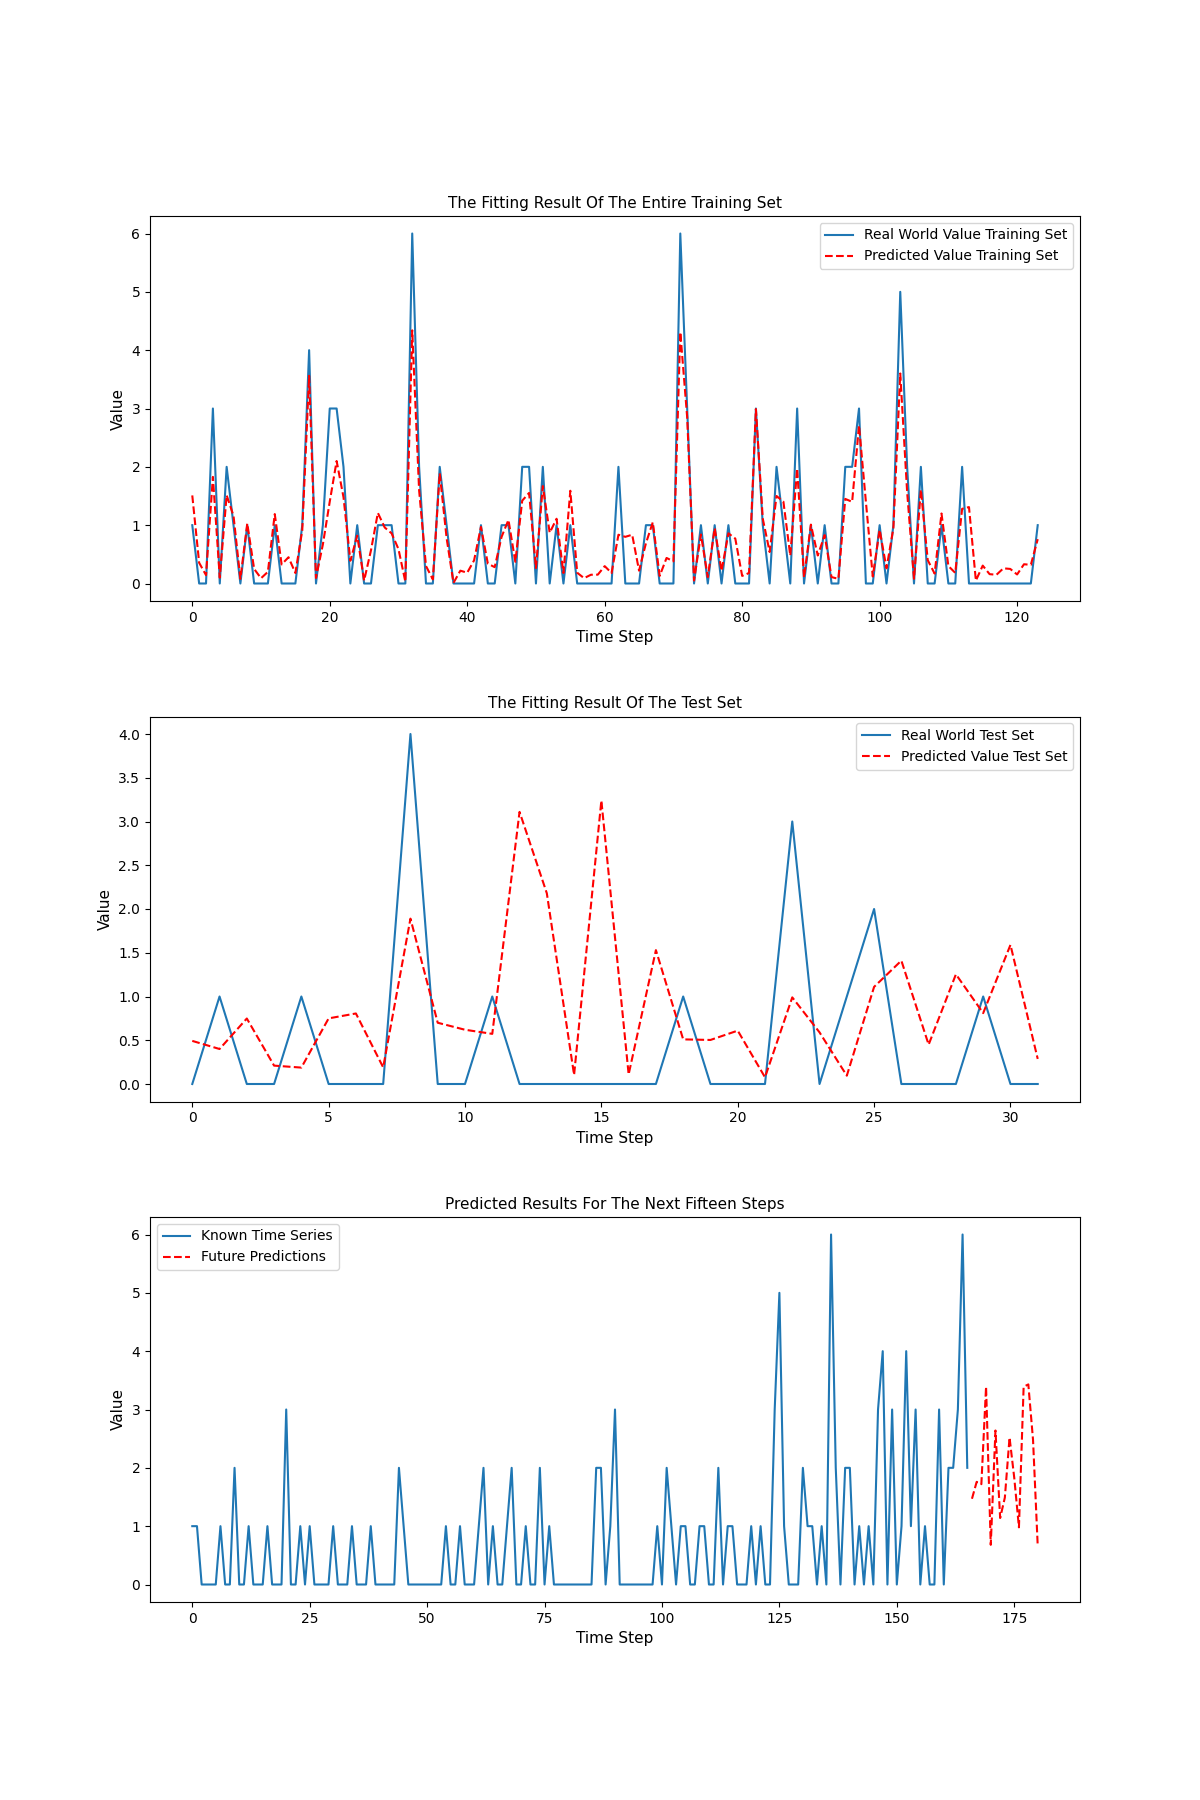 The Fitting Result Of The Entire Training Set
6
5
4
3
2
1
0
Value
Real World Value Training Set
Predicted Value Training Set
0 20 40 60 80 100 120
Time Step
The Fitting Result Of The Test Set
4.0
3.5
3.0
2.5
2.0
1.5
1.0
0.5
0.0
Value
Real World Test Set
Predicted Value Test Set
0 5 10 15 20 25 30
Time Step
Predicted Results For The Next Fifteen Steps
6
5
4
3
2
1
0
Value
Known Time Series
Future Predictions
0 25 50 75 100 125 150 175
Time Step